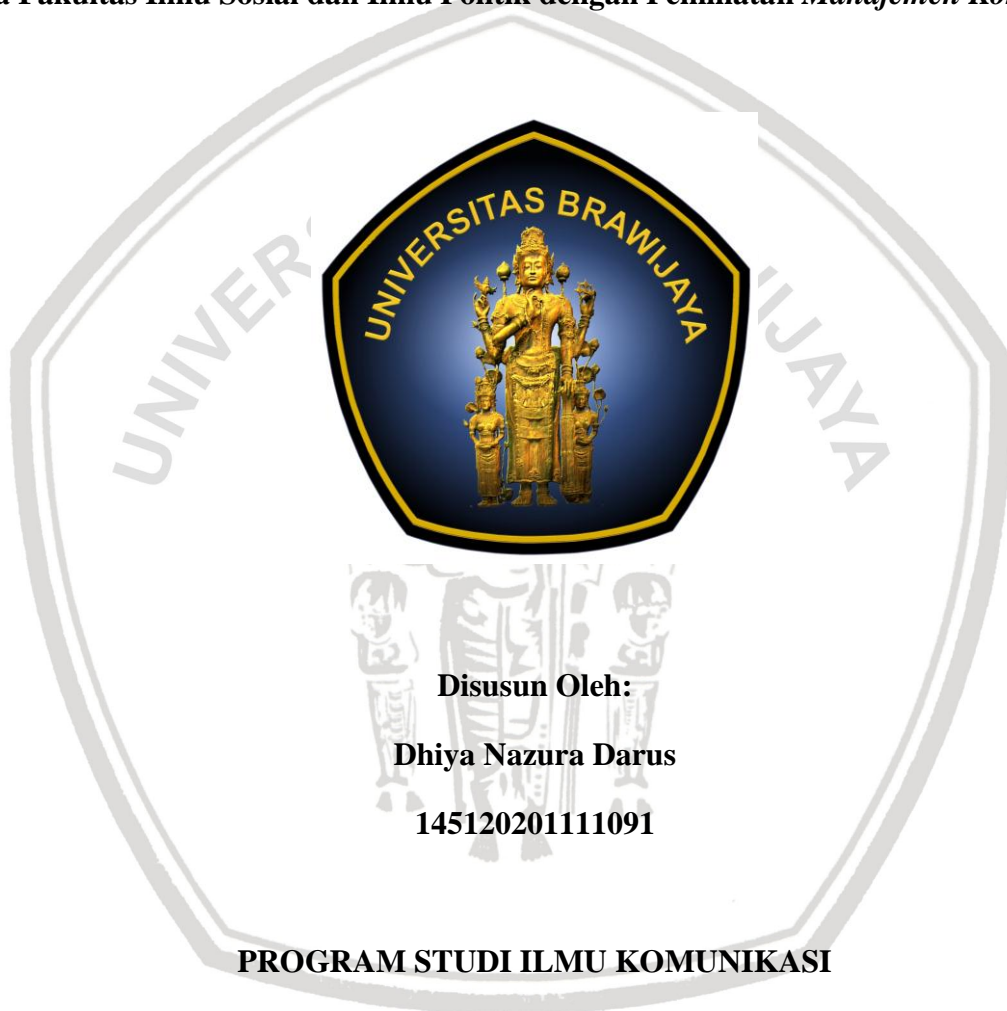 Fakultas Ilmu Sosial dan Ilmu Politik dengan Peminatan Manajemen
UNIVERSITAS BRAWIJAYA
Disusun Oleh:
Dhiya Nazura Darus
145120201111091
PROGRAM STUDI ILMU KOMUNIKASI